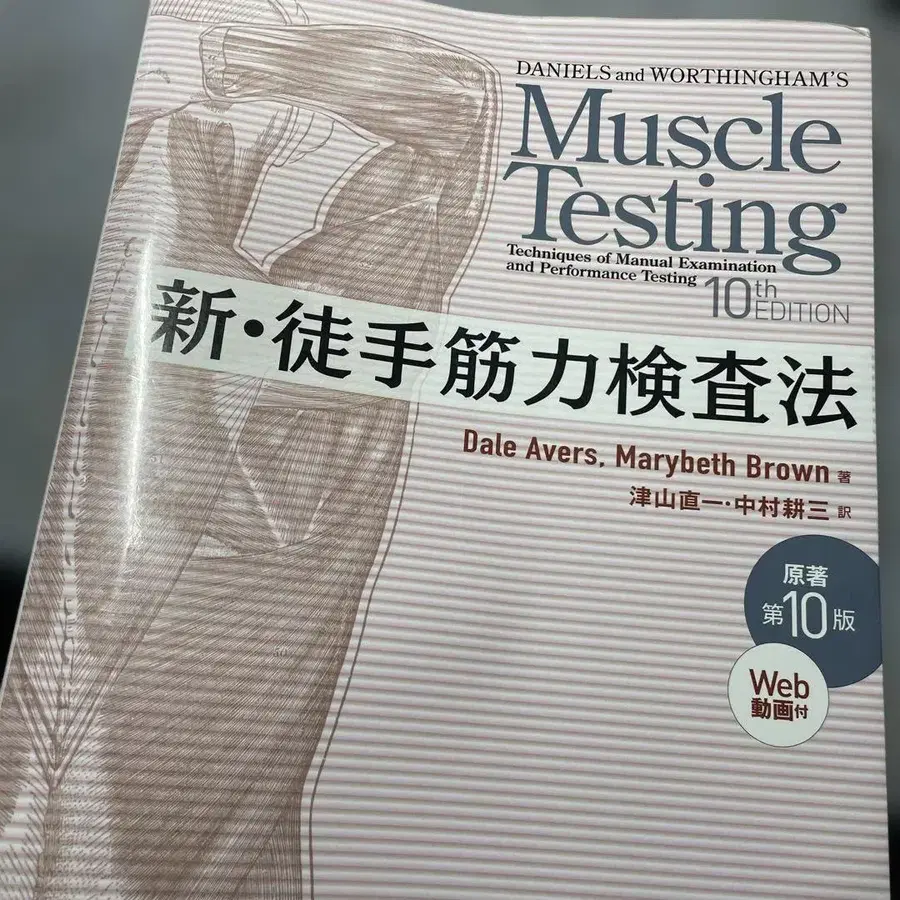 DANIELS and WORTHINGHAM'S
Muscle
Testing
Techniques of Manual Examination
and Performance Testing
10th
EDITION
新・徒手筋力検査法
Dale Avers, Marybeth Brown 著
津山直一・中村耕三 訳
原著
第10版
Web
動画付